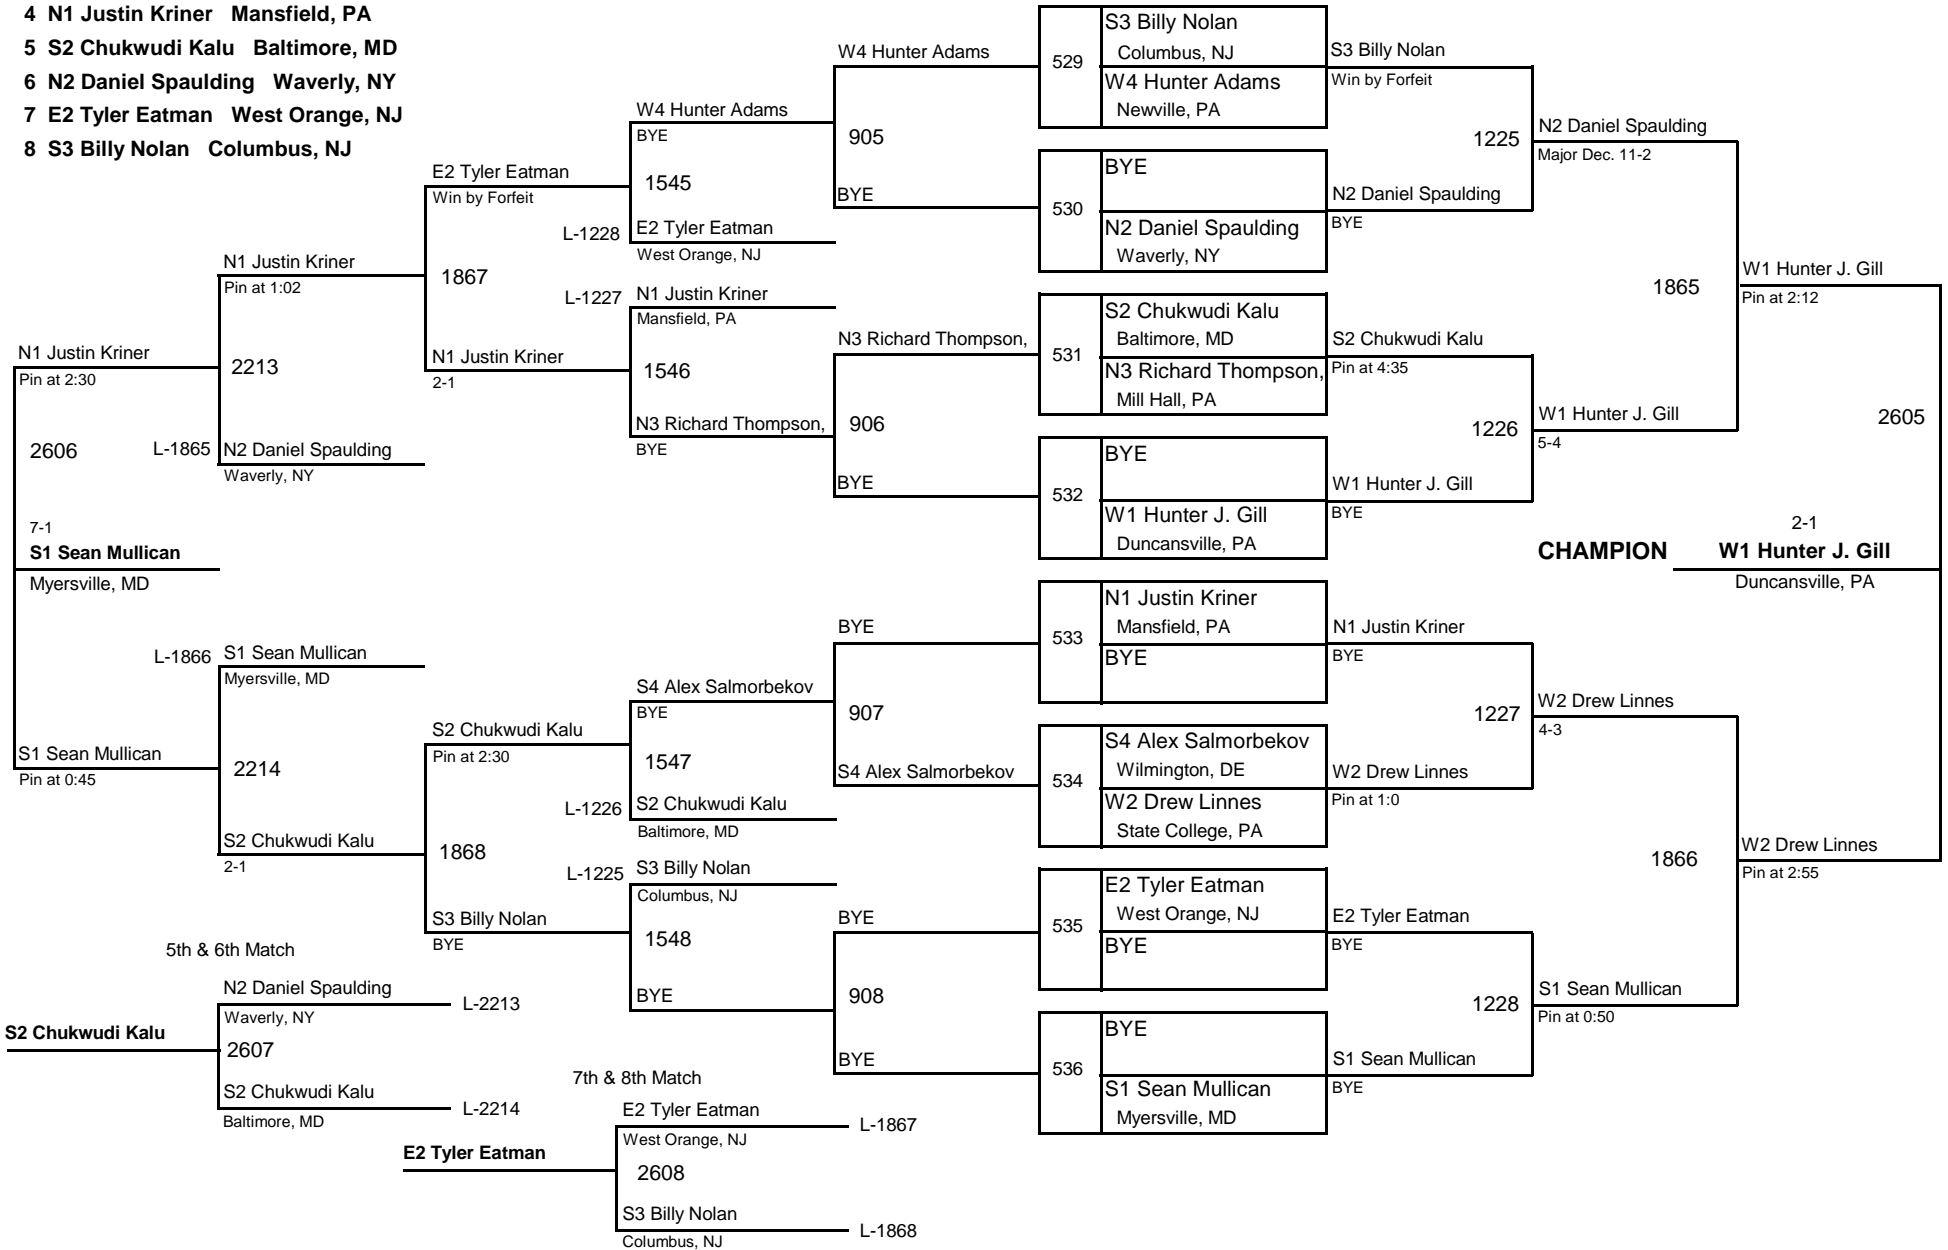 4 N1 Justin Kriner Mansfield, PA
5 S2 Chukwudi Kalu Baltimore, MD
6 N2 Daniel Spaulding Waverly, NY
7 E2 Tyler Eatman West Orange, NJ
8 S3 Billy Nolan Columbus, NJ
N1 Justin Kriner
Pin at 2:30
2606
7-1
S1 Sean Mullican
Myersville, MD
S1 Sean Mullican
Pin at 0:45
N1 Justin Kriner
Pin at 1:02
2213
L-1865
N2 Daniel Spaulding
Waverly, NY
L-1866
S1 Sean Mullican
Myersville, MD
2214
S2 Chukwudi Kalu
2-1
E2 Tyler Eatman
Win by Forfeit
1867
N1 Justin Kriner
2-1
S2 Chukwudi Kalu
Pin at 2:30
1868
S3 Billy Nolan
BYE
W4 Hunter Adams
BYE
1545
L-1228
E2 Tyler Eatman
West Orange, NJ
L-1227
N1 Justin Kriner
Mansfield, PA
1546
N3 Richard Thompson,
BYE
S4 Alex Salmorbekov
BYE
1547
L-1226
S2 Chukwudi Kalu
Baltimore, MD
L-1225
S3 Billy Nolan
Columbus, NJ
1548
BYE
W4 Hunter Adams
905
BYE
N3 Richard Thompson,
906
BYE
BYE
907
S4 Alex Salmorbekov
BYE
908
BYE
529
S3 Billy Nolan
Columbus, NJ
W4 Hunter Adams
Newville, PA
530
BYE
N2 Daniel Spaulding
Waverly, NY
531
S2 Chukwudi Kalu
Baltimore, MD
N3 Richard Thompson,
Mill Hall, PA
532
BYE
W1 Hunter J. Gill
Duncansville, PA
533
N1 Justin Kriner
Mansfield, PA
BYE
534
S4 Alex Salmorbekov
Wilmington, DE
W2 Drew Linnes
State College, PA
535
E2 Tyler Eatman
West Orange, NJ
BYE
536
BYE
S1 Sean Mullican
Myersville, MD
S3 Billy Nolan
Win by Forfeit
1225
N2 Daniel Spaulding
BYE
S2 Chukwudi Kalu
Pin at 4:35
1226
W1 Hunter J. Gill
BYE
N1 Justin Kriner
BYE
1227
W2 Drew Linnes
Pin at 1:0
E2 Tyler Eatman
BYE
1228
S1 Sean Mullican
BYE
N2 Daniel Spaulding
Major Dec. 11-2
1865
W1 Hunter J. Gill
5-4
W2 Drew Linnes
4-3
1866
S1 Sean Mullican
Pin at 0:50
W1 Hunter J. Gill
Pin at 2:12
2605
2-1
CHAMPION W1 Hunter J. Gill
Duncansville, PA
W2 Drew Linnes
Pin at 2:55
5th & 6th Match
N2 Daniel Spaulding
L-2213
Waverly, NY
S2 Chukwudi Kalu
2607
S2 Chukwudi Kalu
L-2214
Baltimore, MD
7th & 8th Match
E2 Tyler Eatman
L-1867
West Orange, NJ
E2 Tyler Eatman
2608
S3 Billy Nolan
L-1868
Columbus, NJ